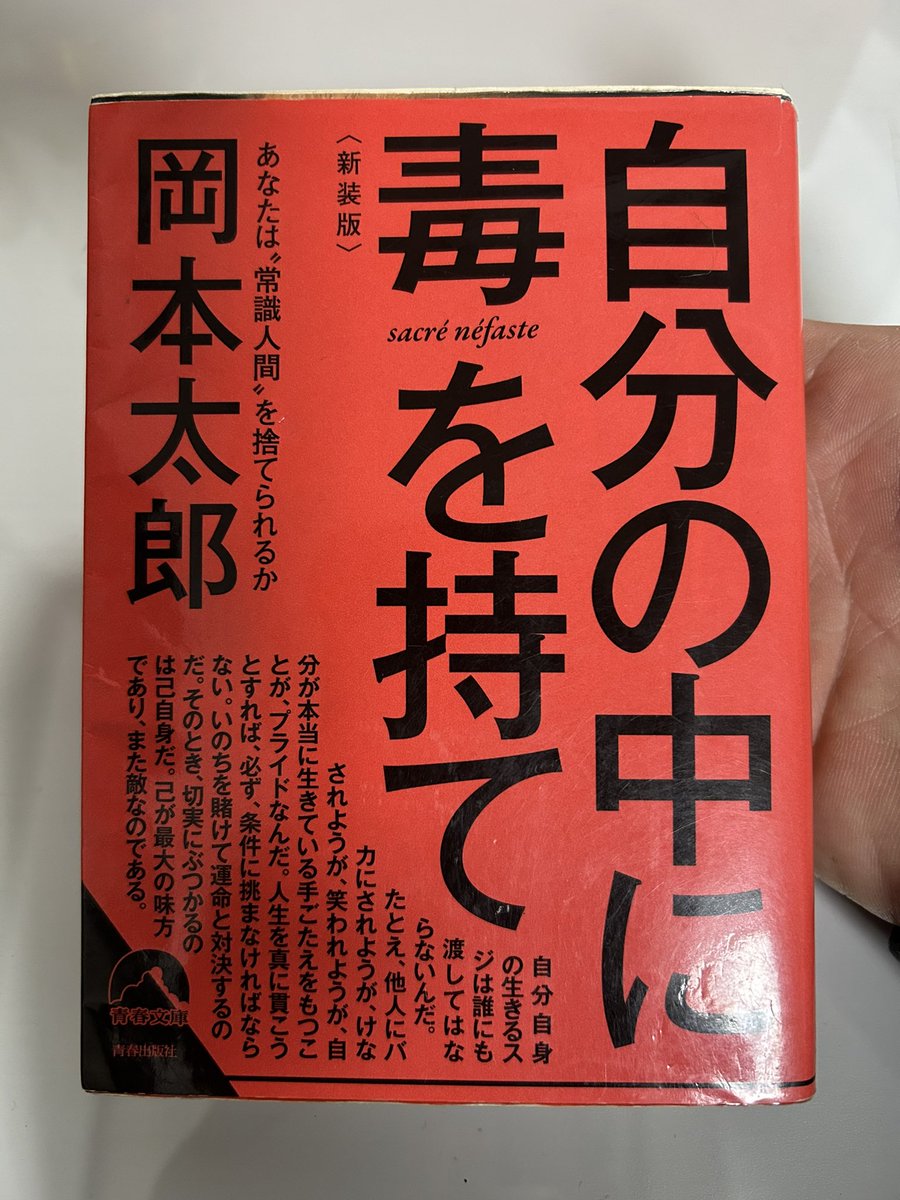 自分の中に
毒を持て
sacré néfaste
〈新装版〉
あなたは〝常識人間〟を捨てられるか
岡本太郎
自分自身
の生きるス
ジは誰にも
渡してはな
らないんだ。
たとえ、他人にバ
カにされようが、けな
されようが、笑われようが、自
分が本当に生きている手ごたえをもつこ
とが、プライドなんだ。人生を真に貫こう
とすれば、必ず、条件に挑まなければなら
ない。いのちを賭けて運命と対決するの
だ。そのとき、切実にぶつかるの
は己自身だ。己が最大の味方
であり、また敵なのである。
青春文庫
青春出版社